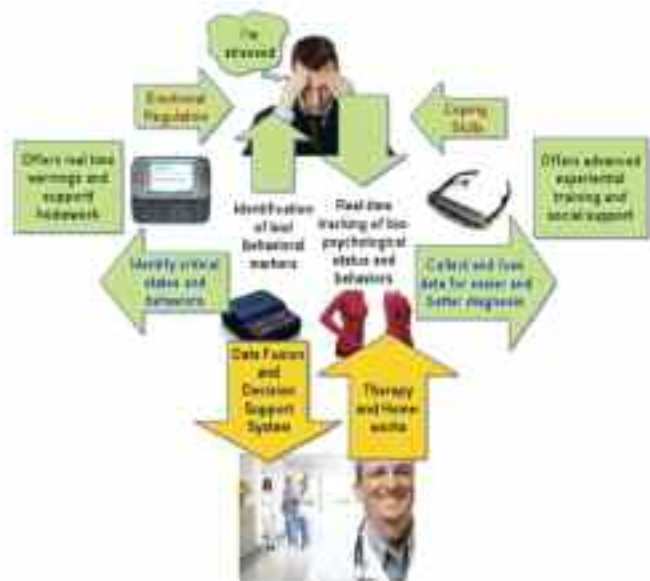 I'm
stressed
Emotional
Regulation
Coping
Skills
Offers real time
warnings and
support
homework
Offers advanced
experiential
training and
social support
Identification
of bio/
behavioral
markers
Real time
tracking of bio
psychological
status and
behaviors
Identify critical
status and
behaviors
Collect and fuse
data for easier and
better diagnosis
Data Fusion
and
Decision
Support
System
Therapy
and Home
works